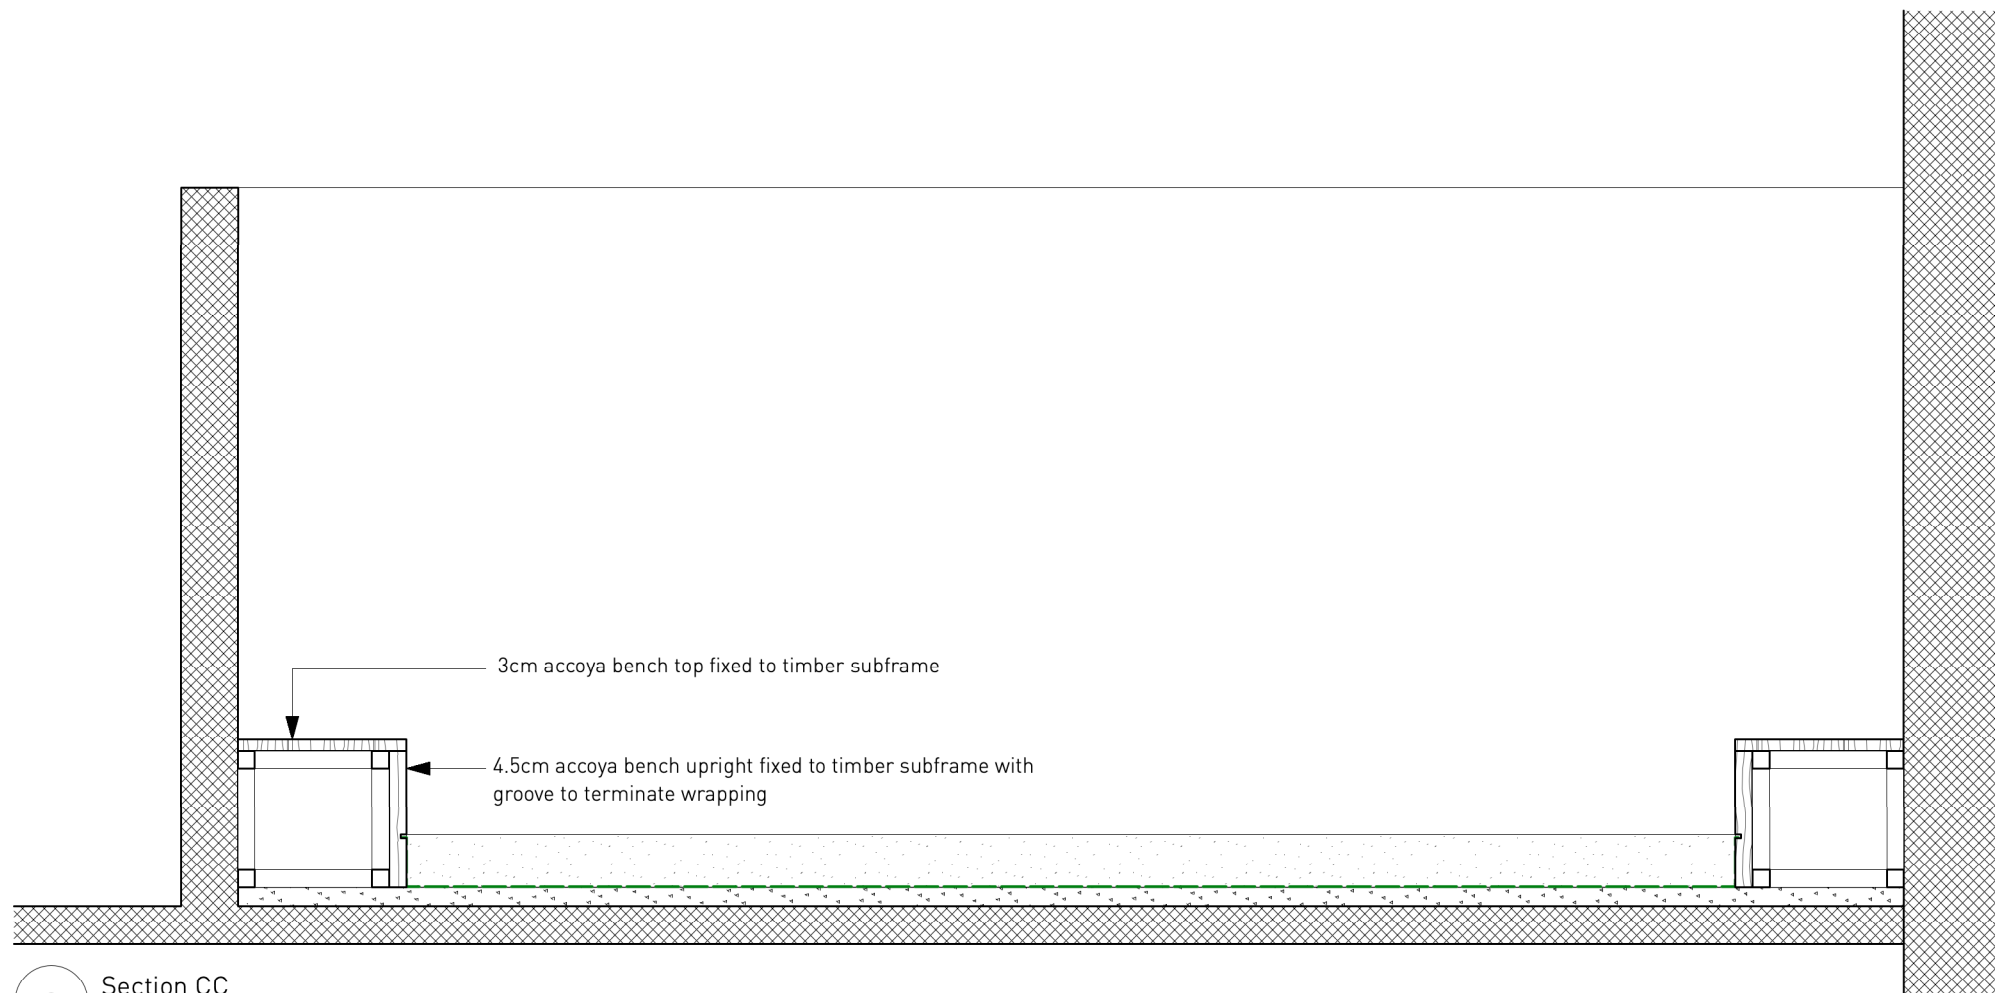 3cm accoya bench top fixed to timber subframe
4.5cm accoya bench upright fixed to timber subframe with
groove to terminate wrapping
Section CC